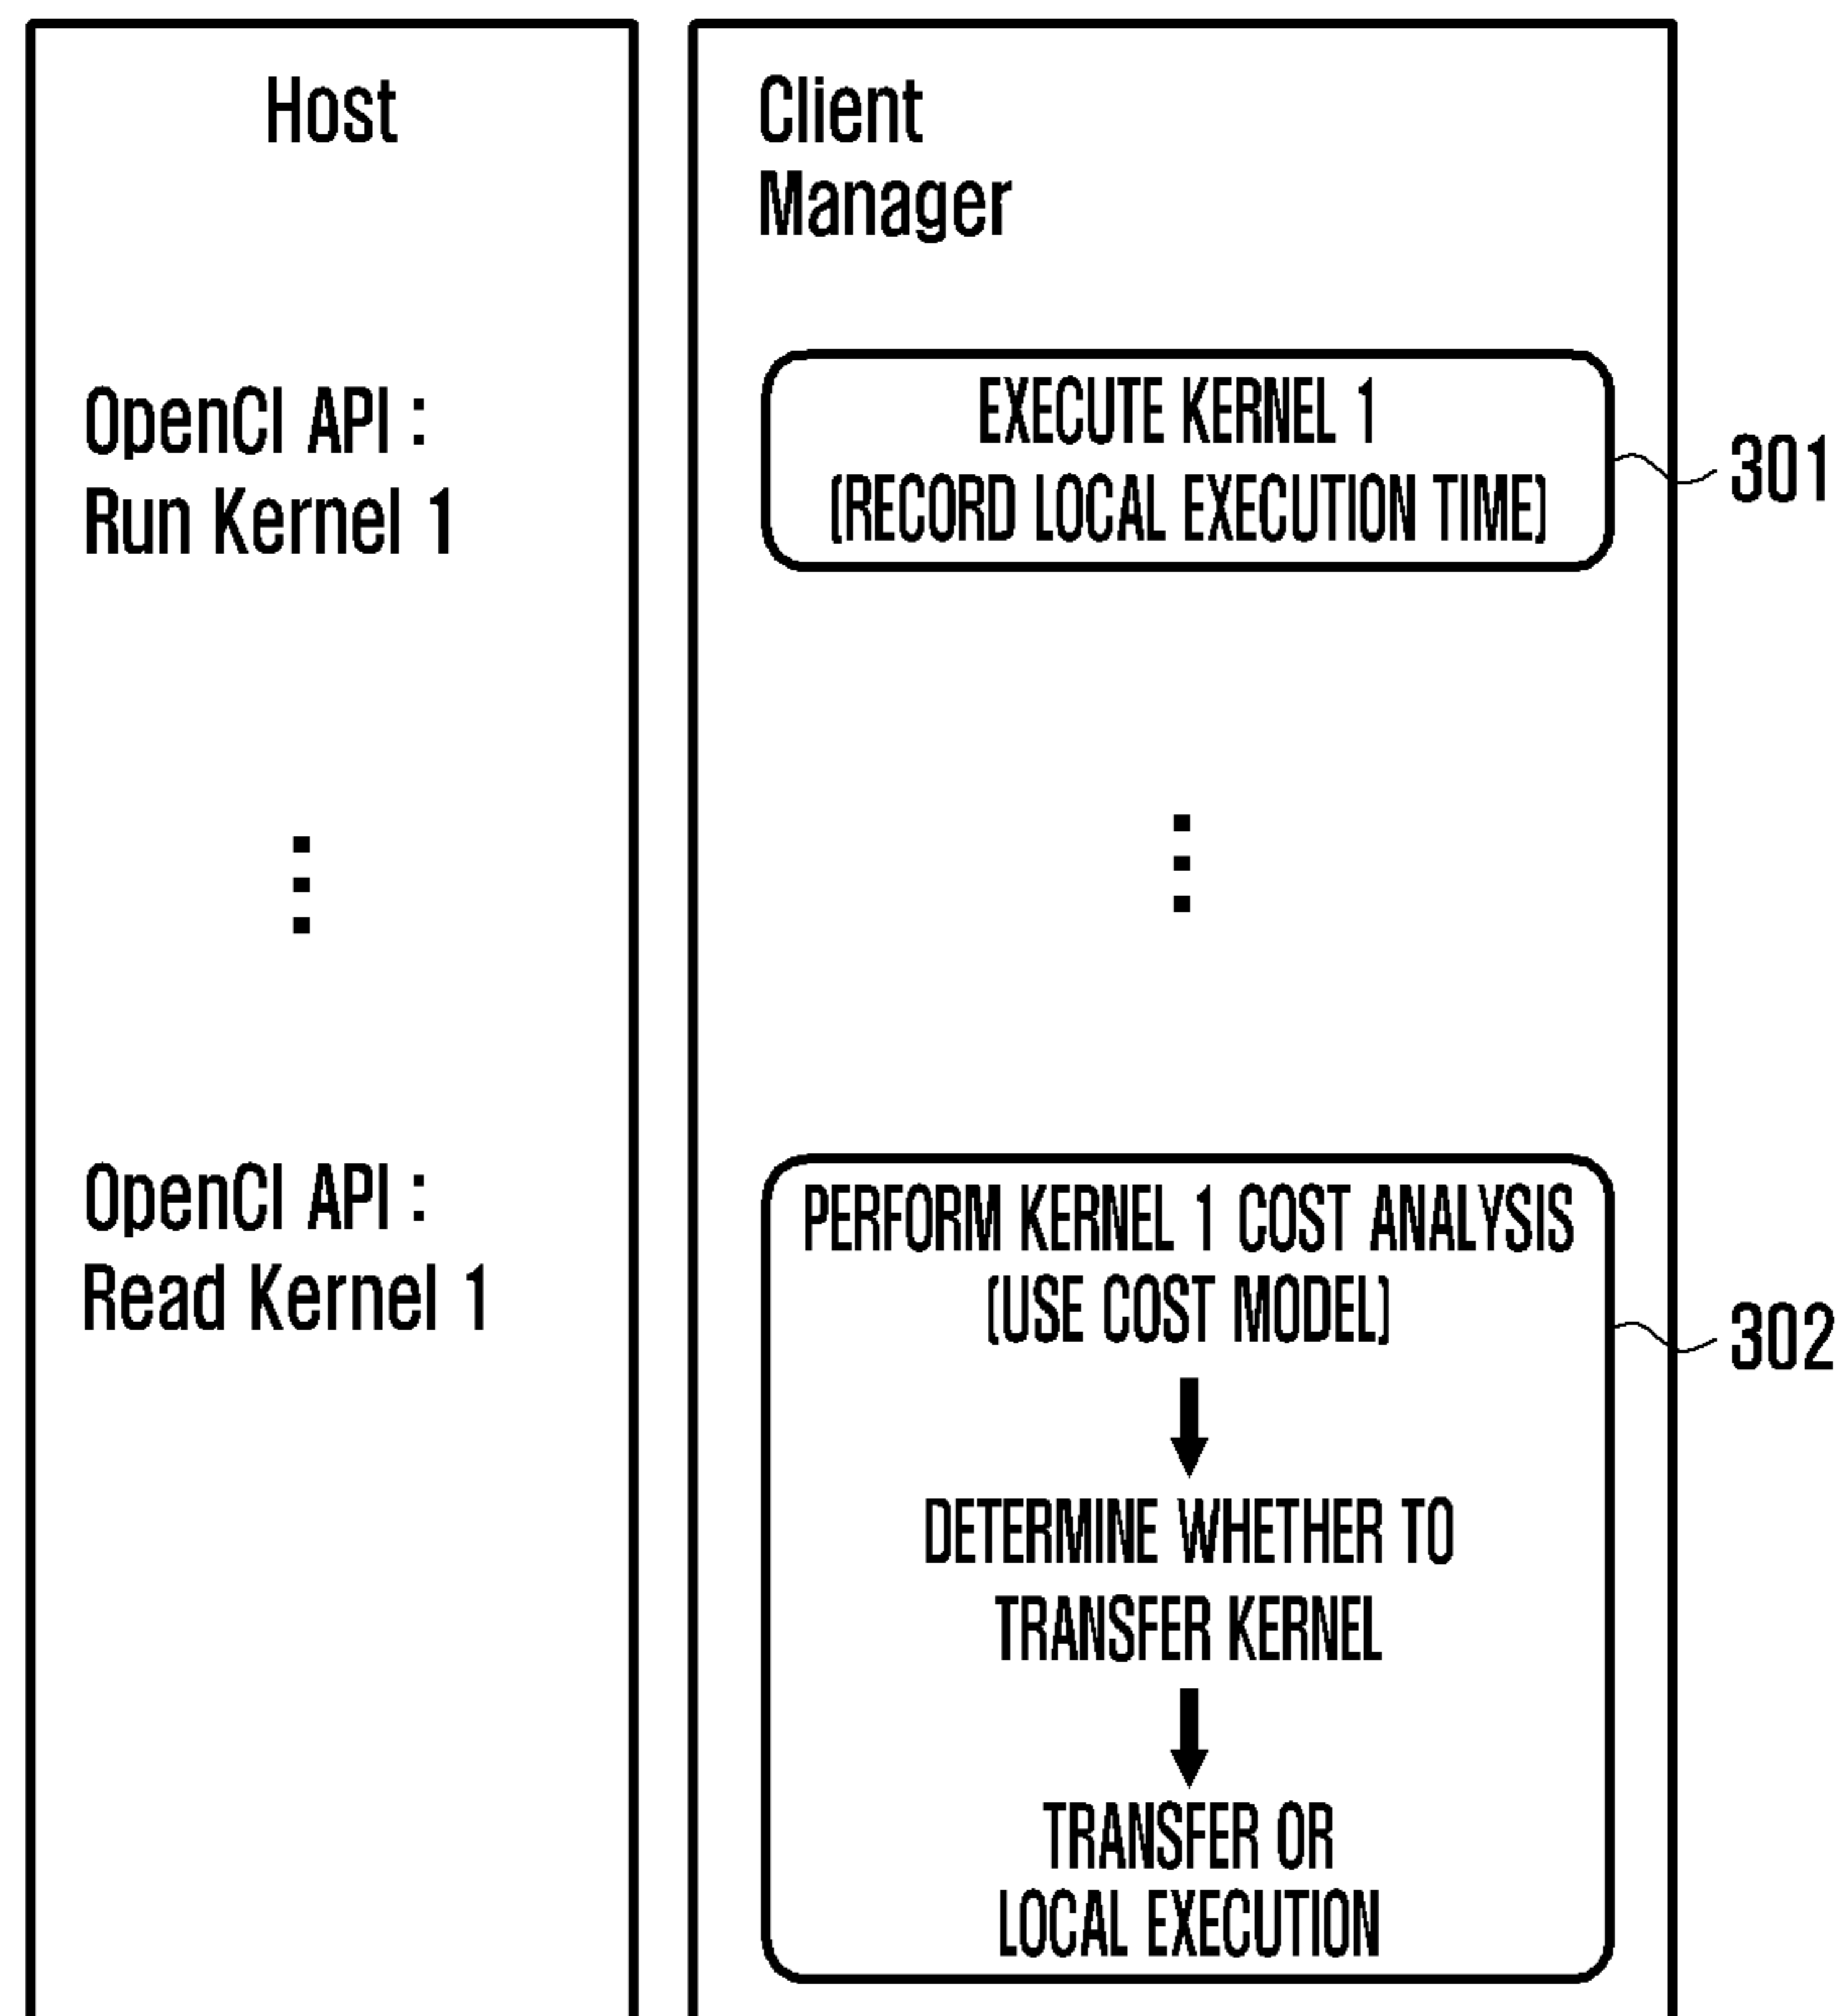 Host
OpenCl API :
Run Kernel 1
OpenCl API :
Read Kernel 1
Client
Manager
EXECUTE KERNEL 1
(RECORD LOCAL EXECUTION TIME)
301
PERFORM KERNEL 1 COST ANALYSIS
(USE COST MODEL)
302
DETERMINE WHETHER TO
TRANSFER KERNEL
TRANSFER OR
LOCAL EXECUTION